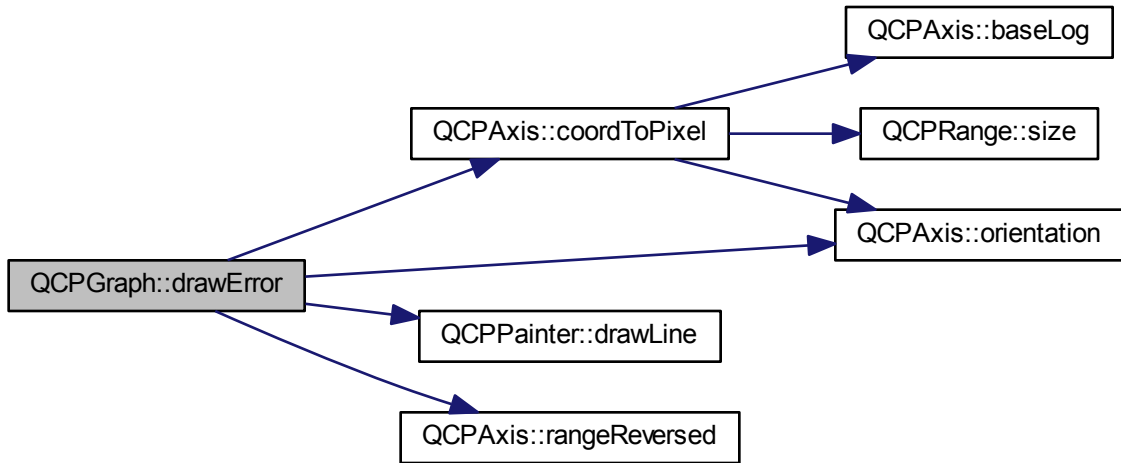 QCPAxis::baseLog
QCPAxis::coordToPixel
QCPRange::size
QCPAxis::orientation
QCPGraph::drawError
QCPPainter::drawLine
QCPAxis::rangeReversed